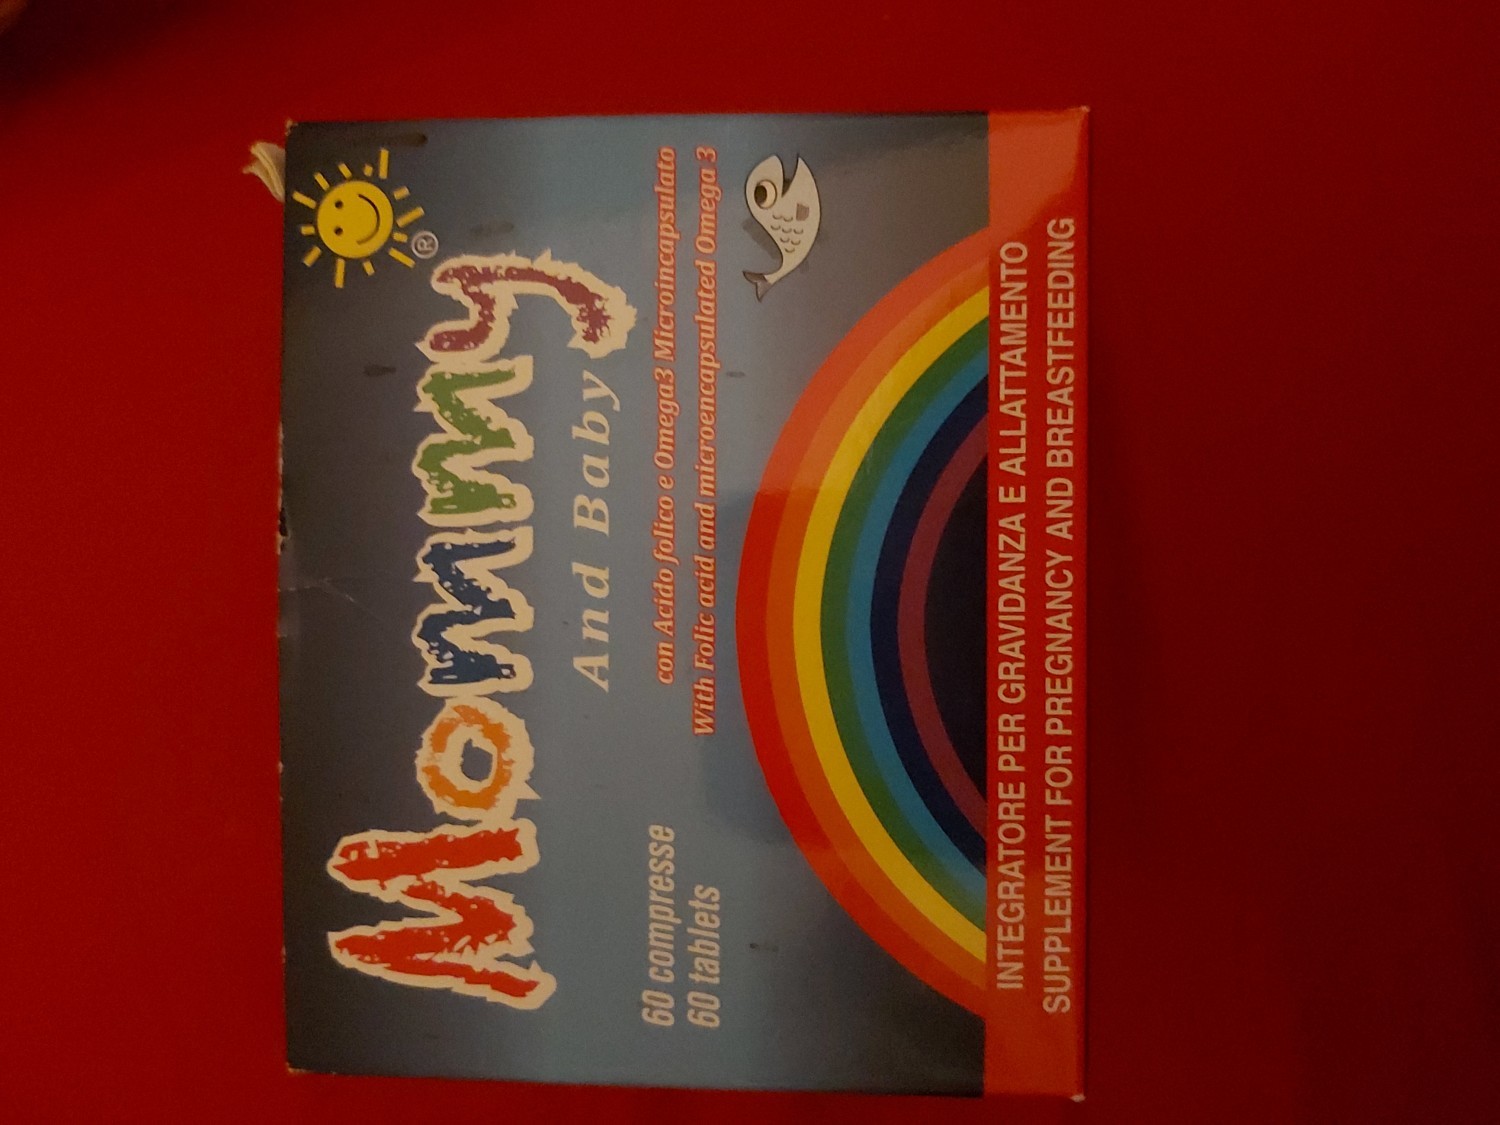 Mommy
®
And Baby
60 compresse
60 tablets
con Acido folico e Omega3 Microincapsulato
With Folic acid and microencapsulated Omega 3
INTEGRATORE PER GRAVIDANZA E ALLATTAMENTO
SUPPLEMENT FOR PREGNANCY AND BREASTFEEDING